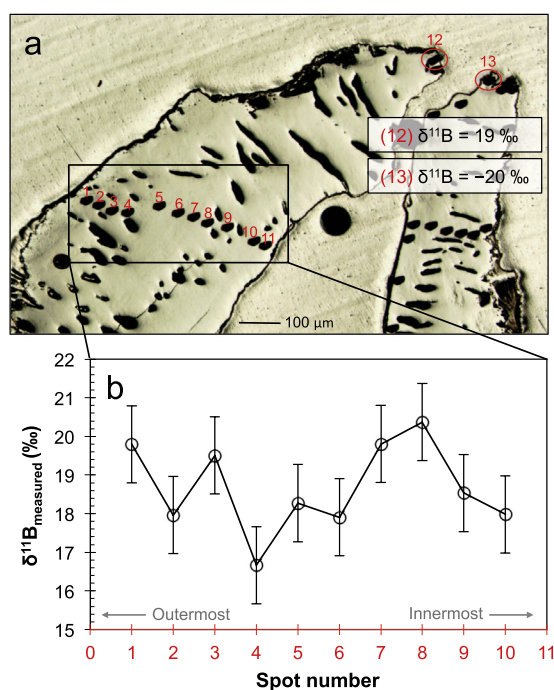 a
12
13
(12) δ¹¹B = 19 ‰
(13) δ¹¹B = −20 ‰
1 2 3 4 5 6 7 8 9 10 11
100 µm
b
22
21
20
19
18
17
16
15
δ¹¹Bmeasured (‰)
Outermost
Innermost
0 1 2 3 4 5 6 7 8 9 10 11
Spot number